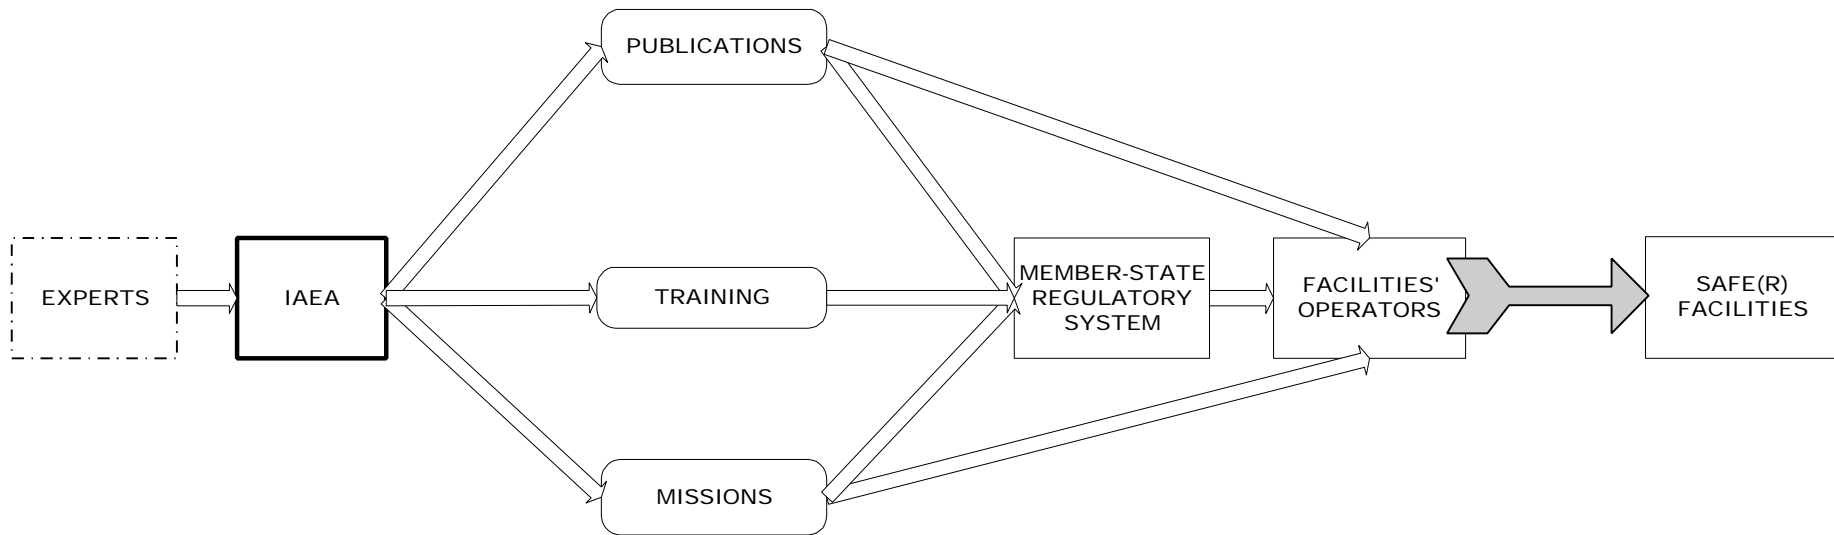 PUBLICATIONS
EXPERTS
IAEA
TRAINING
MEMBER-STATE
REGULATORY
SYSTEM
FACILITIES'
OPERATORS
SAFE(R)
FACILITIES
MISSIONS